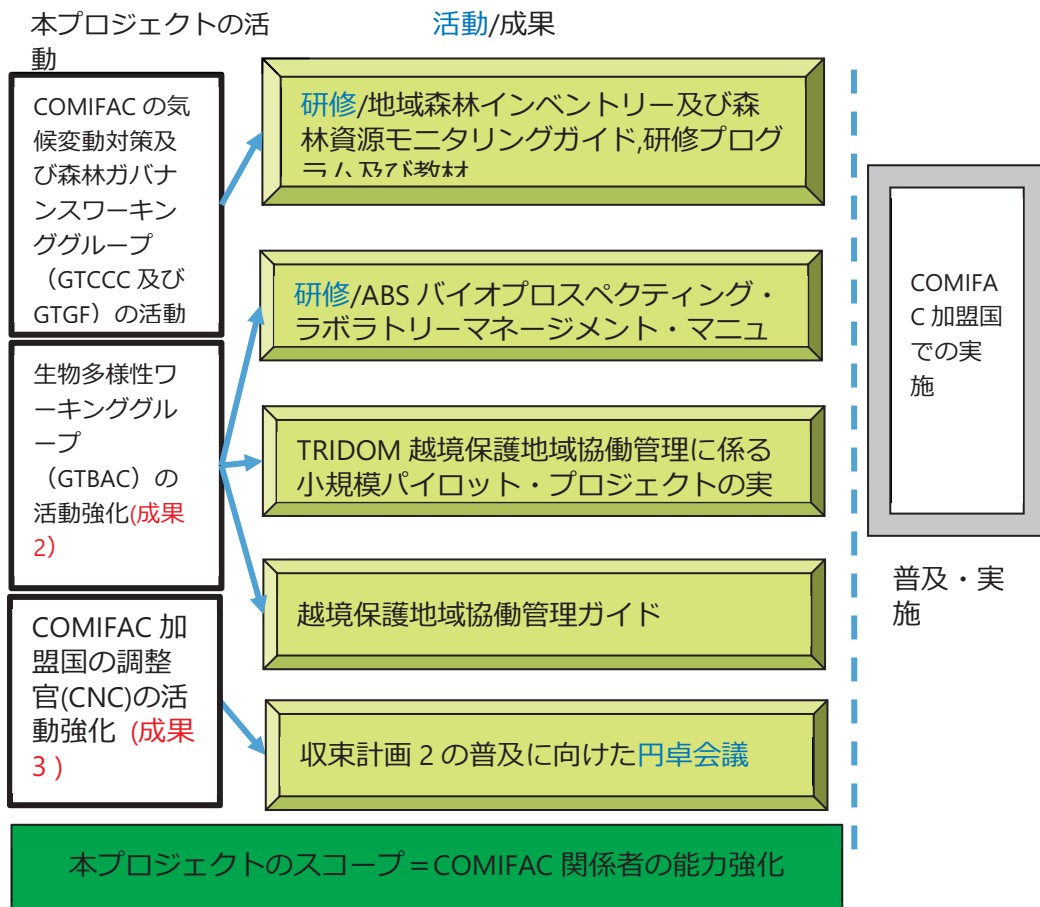 本プロジェクトの活
動
活動/成果
COMIFAC の気
候変動対策及
び森林ガバナ
ンスワーキン
ググループ
（GTCCC 及び
GTGF）の活動
生物多様性ワ
ーキンググル
ープ
（GTBAC）の
活動強化(成果
2）
COMIFAC 加
盟国の調整
官(CNC)の活
動強化 (成果
3 )
研修/地域森林インベントリー及び森
林資源モニタリングガイド,研修プログ
ラム及び教材
研修/ABS バイオプロスペクティング・
ラボラトリーマネージメント・マニュ
TRIDOM 越境保護地域協働管理に係る
小規模パイロット・プロジェクトの実
越境保護地域協働管理ガイド
収束計画 2 の普及に向けた円卓会議
COMIFA
C 加盟国
での実
施
普及・実
施
本プロジェクトのスコープ＝COMIFAC 関係者の能力強化